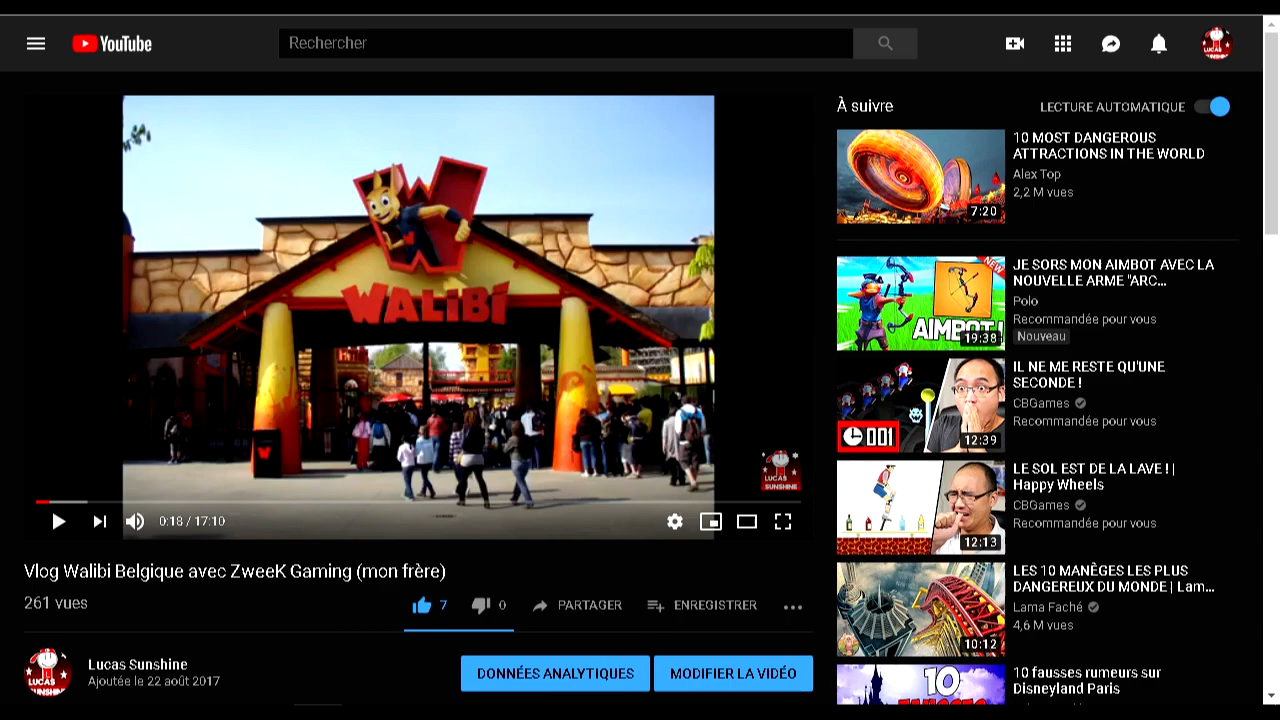 YouTube
Rechercher
LUCAS
SUNSHINE
W
WALiBi
W
LUCAS
SUNSHINE
0:18 / 17:10
Vlog Walibi Belgique avec ZweeK Gaming (mon frère)
261 vues
7
0
PARTAGER
ENREGISTRER
LUCAS
SUNSHINE
Lucas Sunshine
Ajoutée le 22 août 2017
DONNÉES ANALYTIQUES
MODIFIER LA VIDÉO
À suivre
LECTURE AUTOMATIQUE
7:20
10 MOST DANGEROUS
ATTRACTIONS IN THE WORLD
Alex Top
2,2 M vues
NEW
AIMBOT !
19:38
JE SORS MON AIMBOT AVEC LA
NOUVELLE ARME "ARC...
Polo
Recommandée pour vous
Nouveau
001
12:39
IL NE ME RESTE QU'UNE
SECONDE !
CBGames
Recommandée pour vous
12:13
LE SOL EST DE LA LAVE ! |
Happy Wheels
CBGames
Recommandée pour vous
10:12
LES 10 MANÈGES LES PLUS
DANGEREUX DU MONDE | Lam...
Lama Faché
4,6 M vues
10
10 fausses rumeurs sur
Disneyland Paris